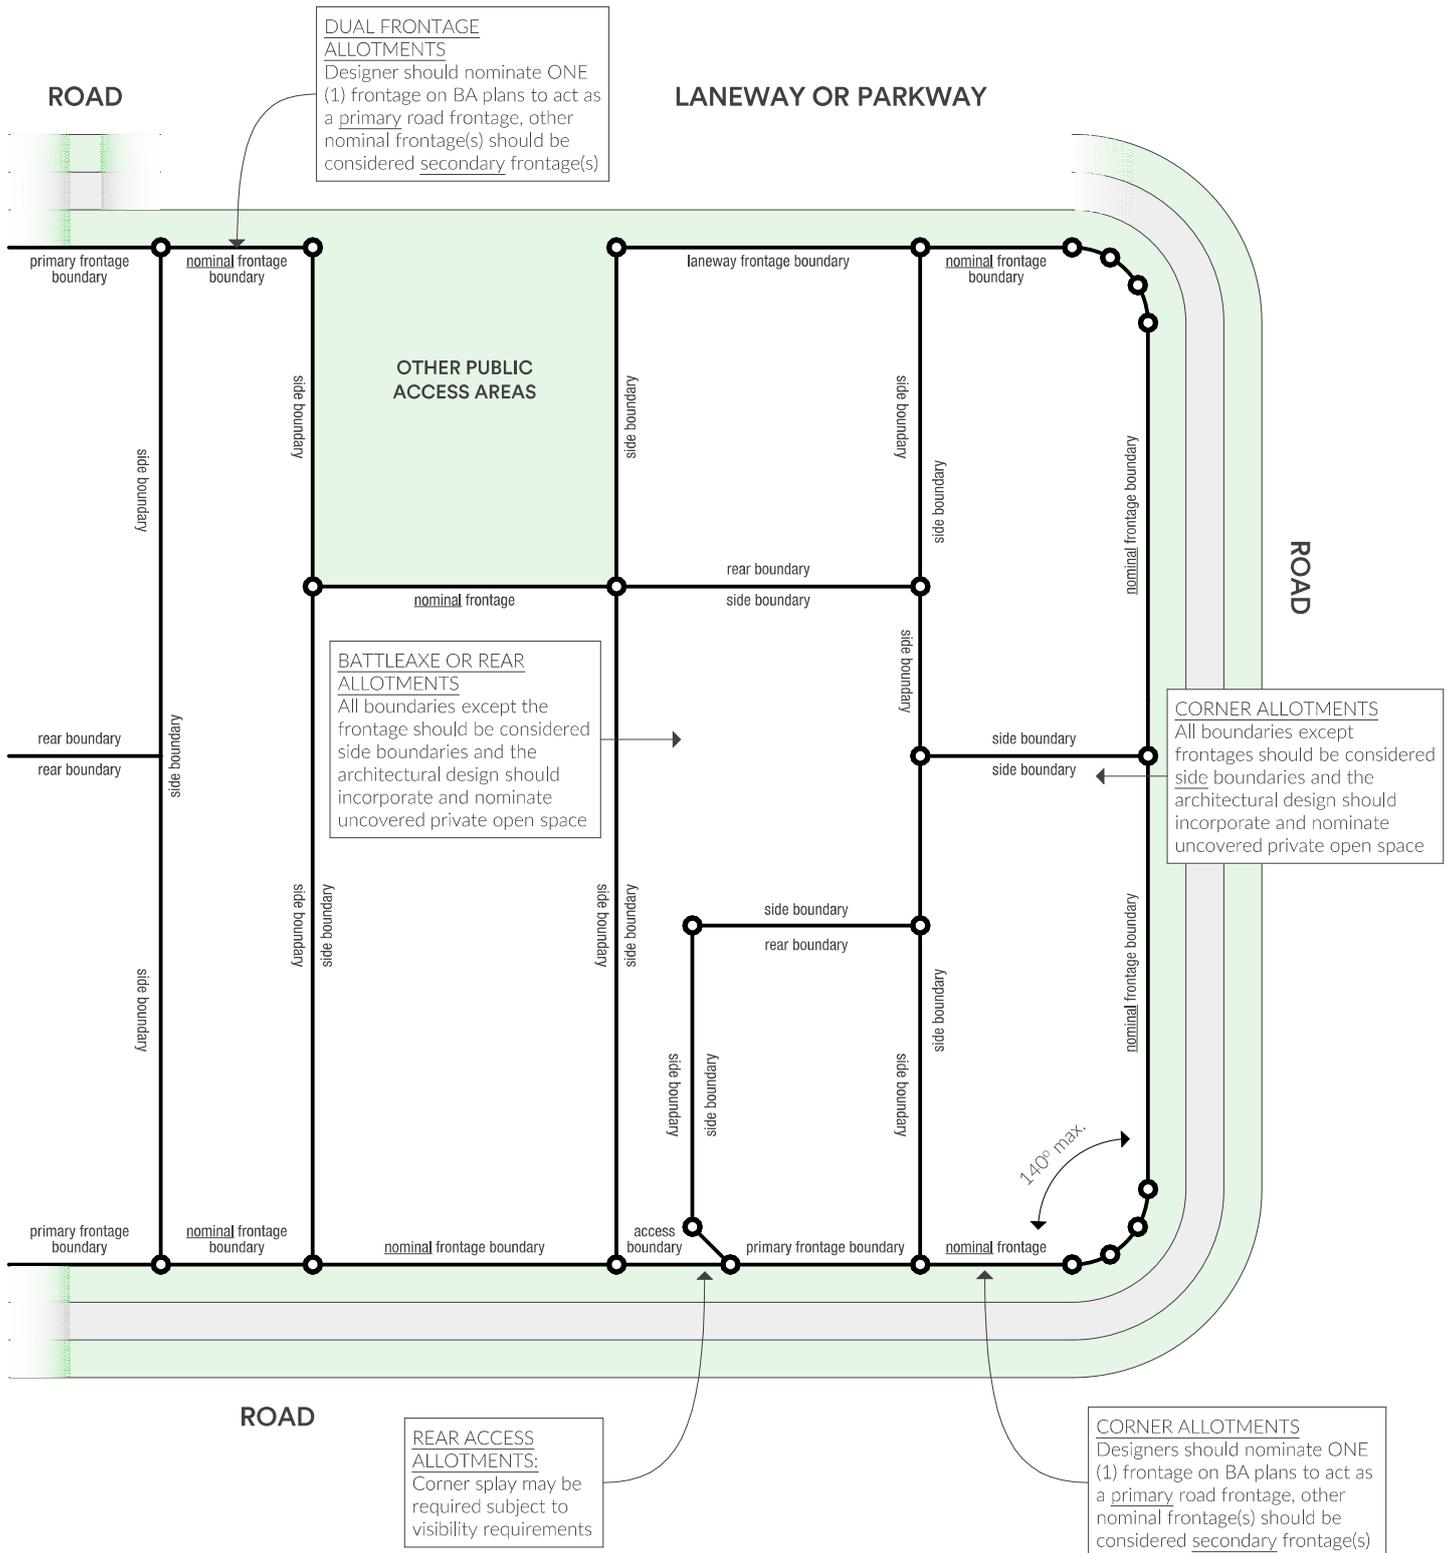 DUAL FRONTAGE
ALLOTMENTS
Designer should nominate ONE
(1) frontage on BA plans to act as
a primary road frontage, other
nominal frontage(s) should be
considered secondary frontage(s)
ROAD
LANEWAY OR PARKWAY
primary frontage
boundary
nominal frontage
boundary
laneway frontage boundary
nominal frontage
boundary
OTHER PUBLIC
ACCESS AREAS
side boundary
side boundary
side boundary
side boundary
side boundary
nominal frontage boundary
ROAD
rear boundary
nominal frontage
side boundary
side boundary
BATTLEAXE OR REAR
ALLOTMENTS
All boundaries except the
frontage should be considered
side boundaries and the
architectural design should
incorporate and nominate
uncovered private open space
CORNER ALLOTMENTS
All boundaries except
frontages should be considered
side boundaries and the
architectural design should
incorporate and nominate
uncovered private open space
rear boundary
rear boundary
side boundary
side boundary
side boundary
side boundary
side boundary
side boundary
side boundary
side boundary
rear boundary
nominal frontage boundary
side boundary
side boundary
side boundary
side boundary
side boundary
140º max.
primary frontage
boundary
nominal frontage
boundary
nominal frontage boundary
access
boundary
primary frontage boundary
nominal frontage
ROAD
REAR ACCESS
ALLOTMENTS:
Corner splay may be
required subject to
visibility requirements
CORNER ALLOTMENTS
Designers should nominate ONE
(1) frontage on BA plans to act as
a primary road frontage, other
nominal frontage(s) should be
considered secondary frontage(s)